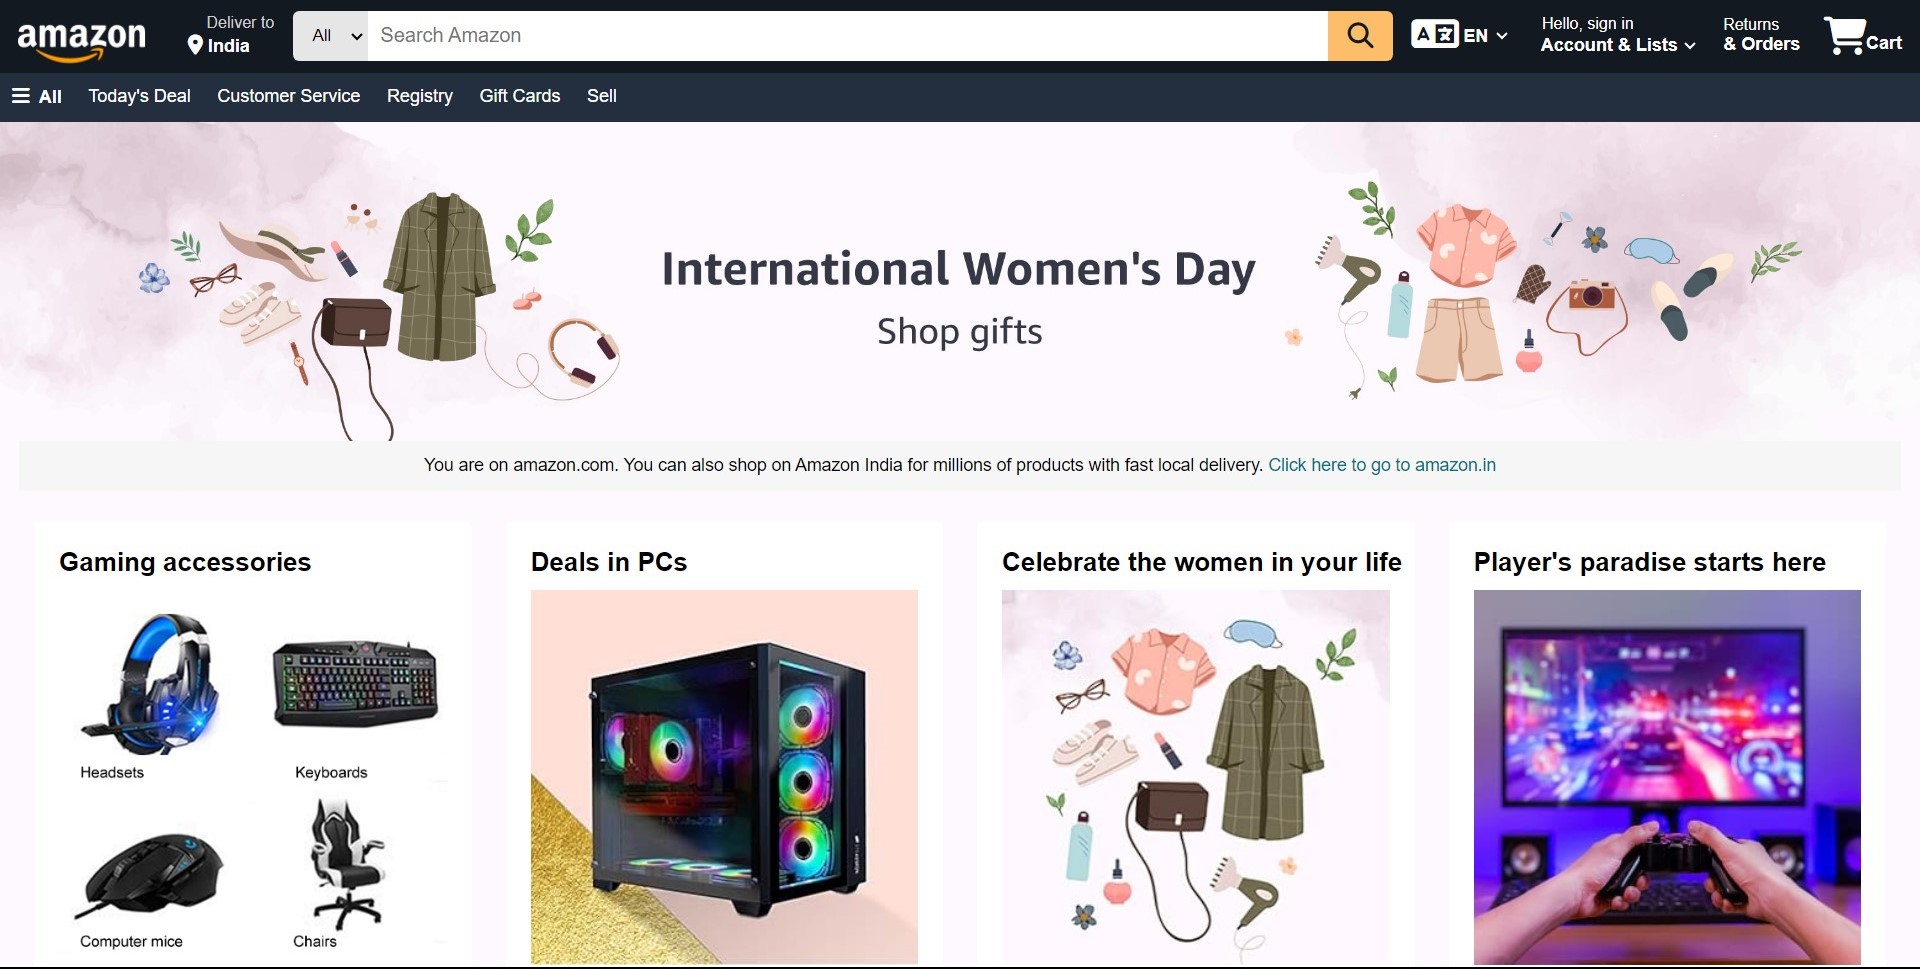 amazon
Deliver to
India
All
Search Amazon
A EN
Hello, sign in
Account & Lists
Returns
& Orders
Cart
All
Today's Deal
Customer Service
Registry
Gift Cards
Sell
International Women's Day
Shop gifts
You are on amazon.com. You can also shop on Amazon India for millions of products with fast local delivery. Click here to go to amazon.in
Gaming accessories
Deals in PCs
Celebrate the women in your life
Player's paradise starts here
Headsets
Keyboards
Computer mice
Chairs